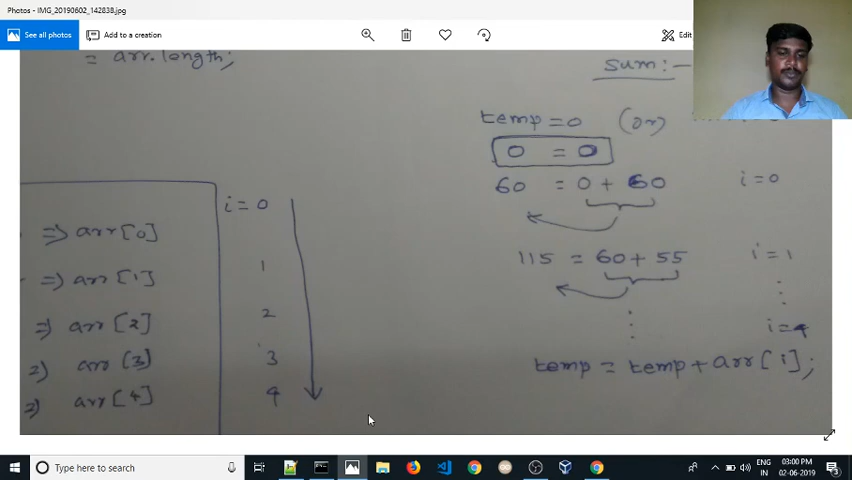 Photos - IMG_20190602_142838.jpg
See all photos
Add to a creation
Edit
= arr.length;
sum:-
temp=0 (or)
0 = 0
60 = 0 + 60 i=0
115 = 60 + 55 i=1
i=4
temp = temp + arr[i];
i=0
=> arr[0]
=> arr[1] 1
=> arr[2] 2
arr[3] 3
arr[4] 4
Type here to search
ENG
IN
03:00 PM
02-06-2019
3